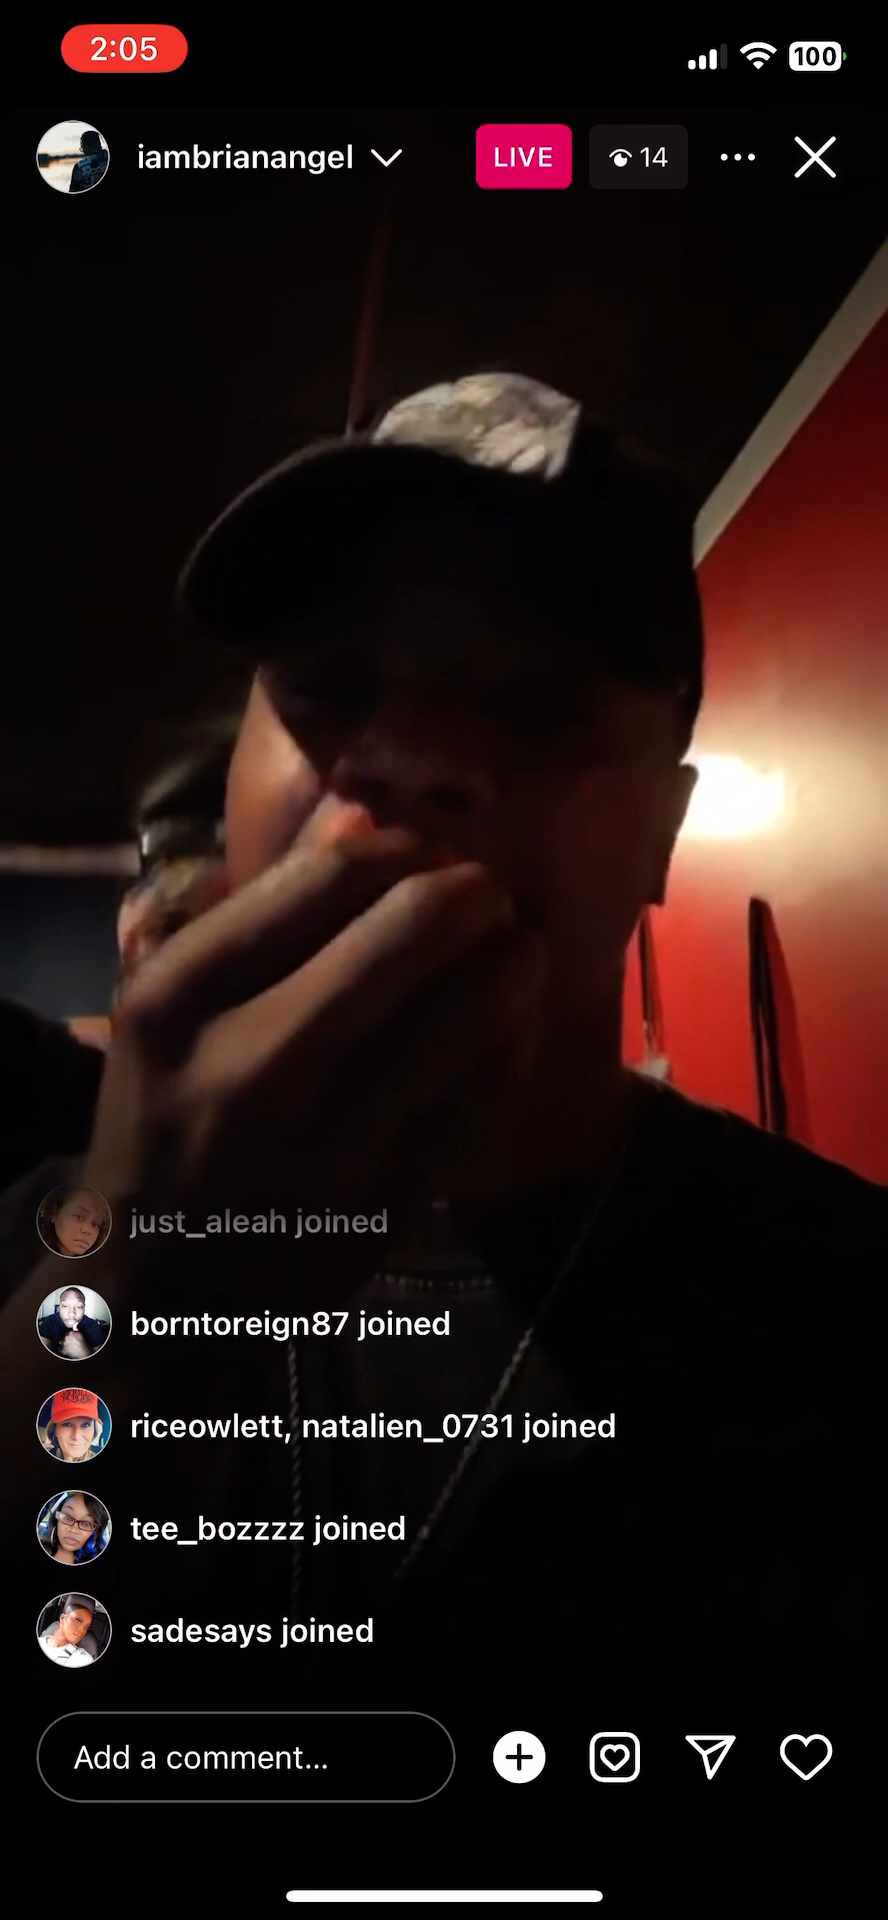 2:05
100
iambrianangel
LIVE
14
just_aleah joined
borntoreign87 joined
riceowlett, natalien_0731 joined
tee_bozzzz joined
sadesays joined
Add a comment...